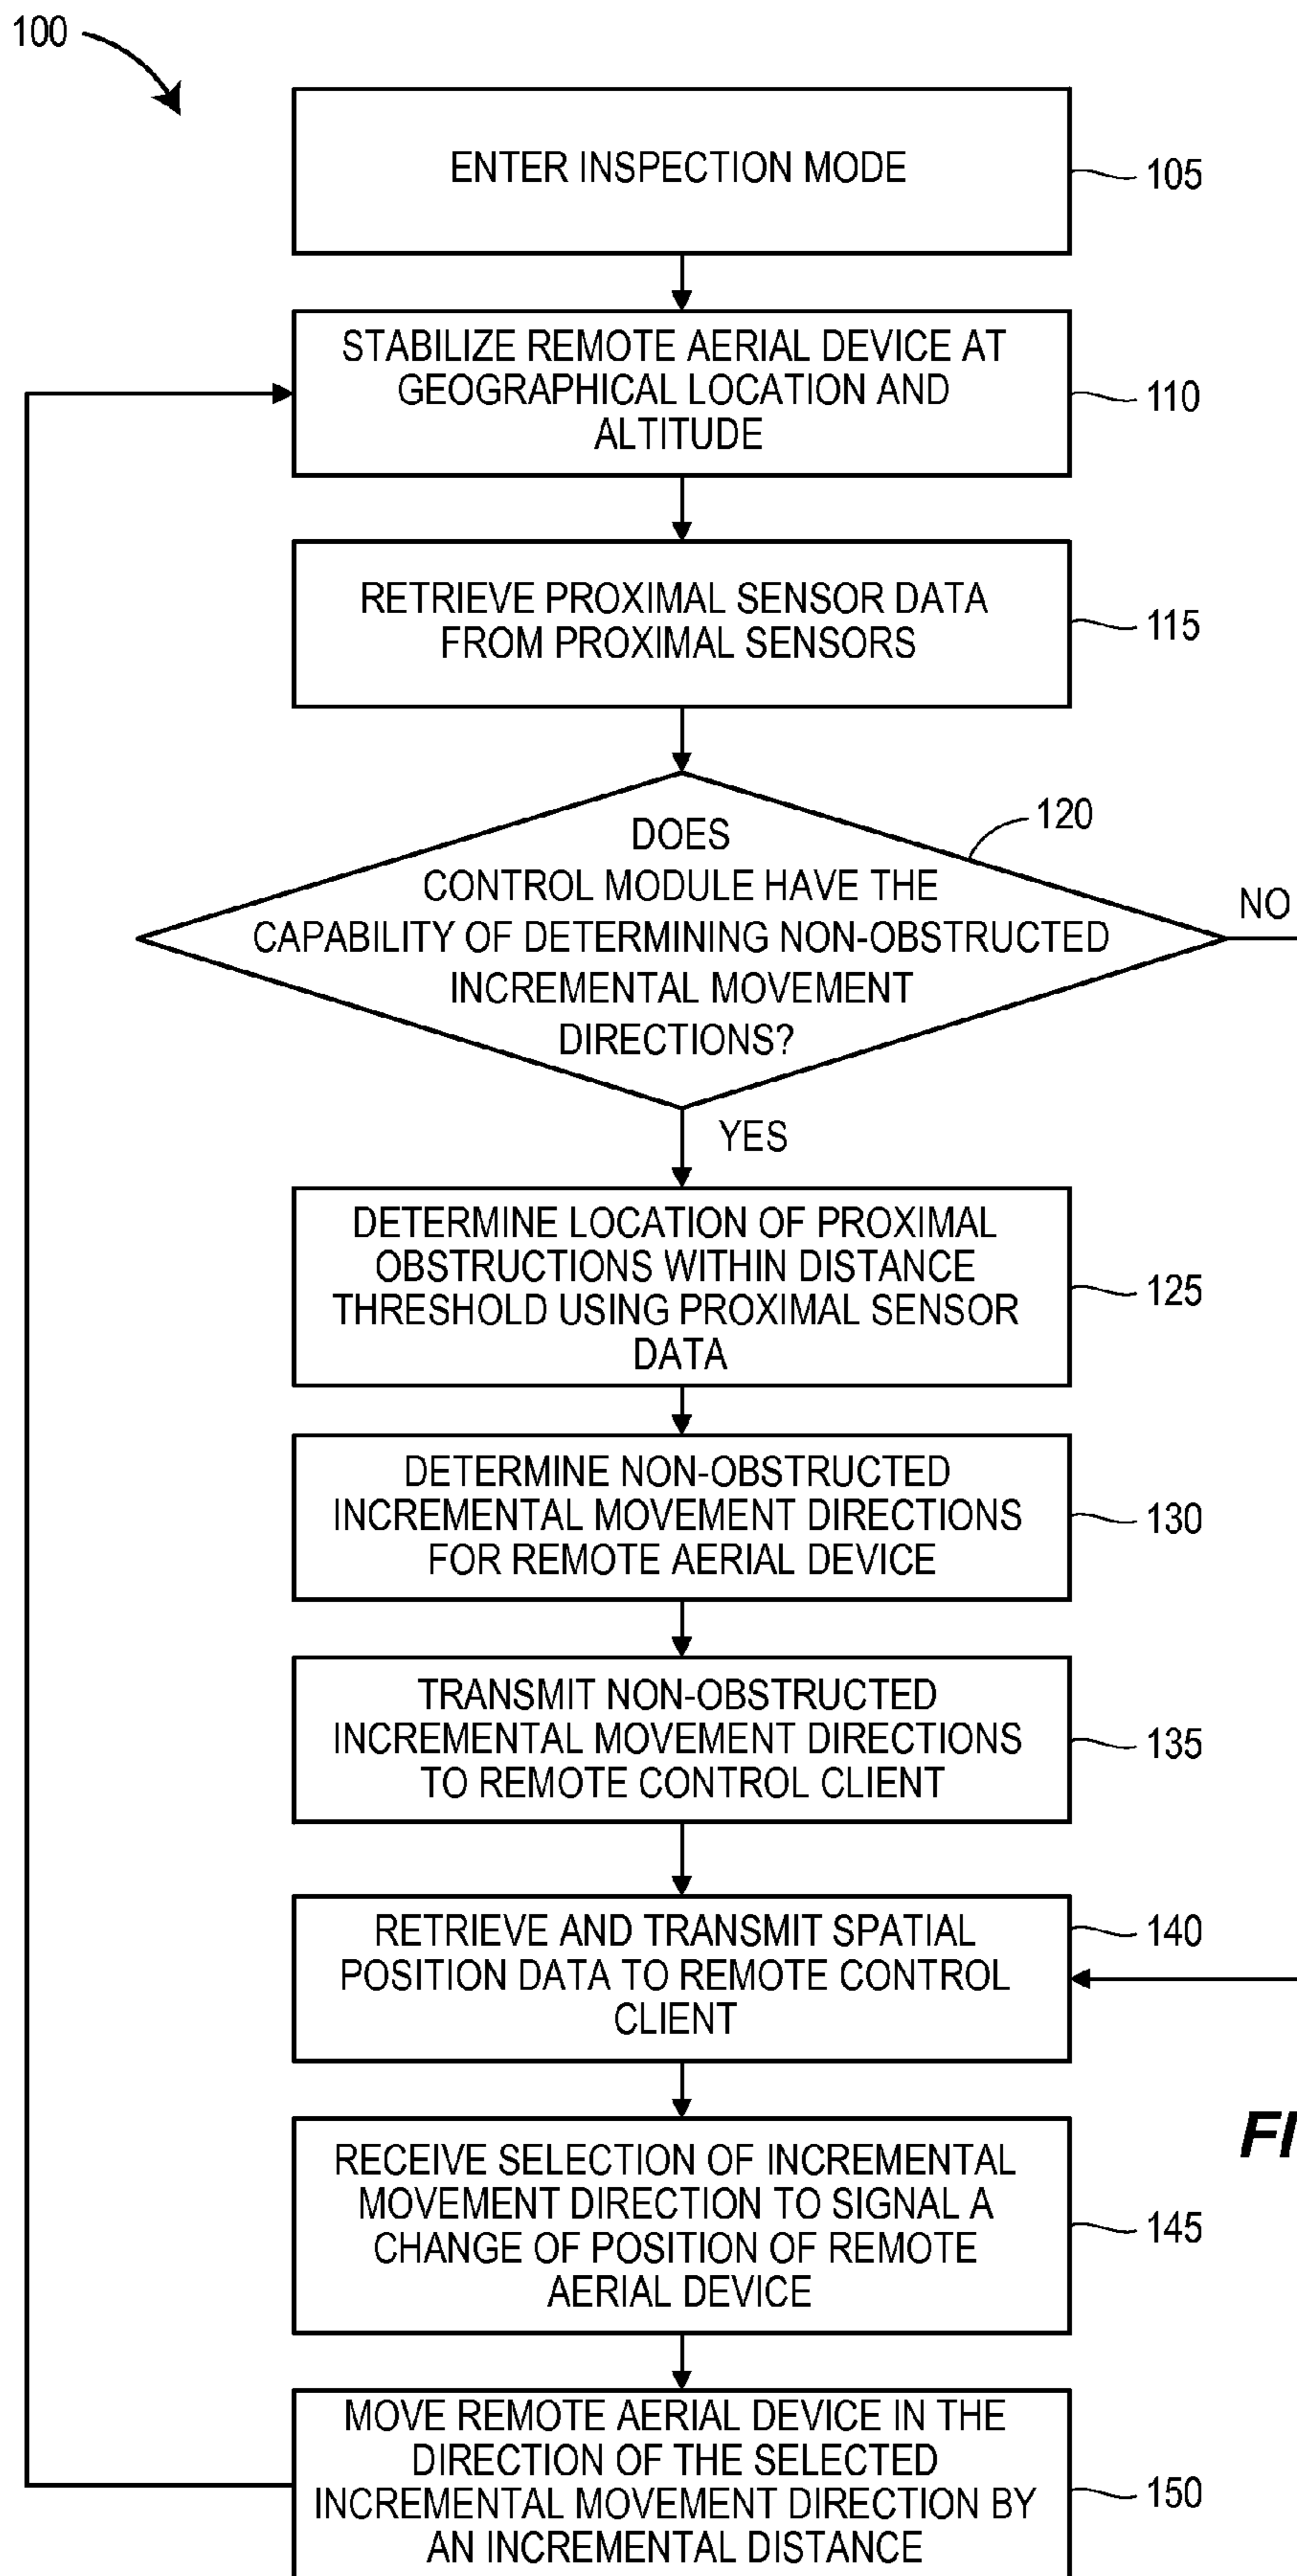 100
ENTER INSPECTION MODE
105
STABILIZE REMOTE AERIAL DEVICE AT
GEOGRAPHICAL LOCATION AND
ALTITUDE
110
RETRIEVE PROXIMAL SENSOR DATA
FROM PROXIMAL SENSORS
115
120
DOES
CONTROL MODULE HAVE THE
CAPABILITY OF DETERMINING NON-OBSTRUCTED
INCREMENTAL MOVEMENT
DIRECTIONS?
NO
YES
DETERMINE LOCATION OF PROXIMAL
OBSTRUCTIONS WITHIN DISTANCE
THRESHOLD USING PROXIMAL SENSOR
DATA
125
DETERMINE NON-OBSTRUCTED
INCREMENTAL MOVEMENT DIRECTIONS
FOR REMOTE AERIAL DEVICE
130
TRANSMIT NON-OBSTRUCTED
INCREMENTAL MOVEMENT DIRECTIONS
TO REMOTE CONTROL CLIENT
135
RETRIEVE AND TRANSMIT SPATIAL
POSITION DATA TO REMOTE CONTROL
CLIENT
140
RECEIVE SELECTION OF INCREMENTAL
MOVEMENT DIRECTION TO SIGNAL A
CHANGE OF POSITION OF REMOTE
AERIAL DEVICE
145
MOVE REMOTE AERIAL DEVICE IN THE
DIRECTION OF THE SELECTED
INCREMENTAL MOVEMENT DIRECTION BY
AN INCREMENTAL DISTANCE
150